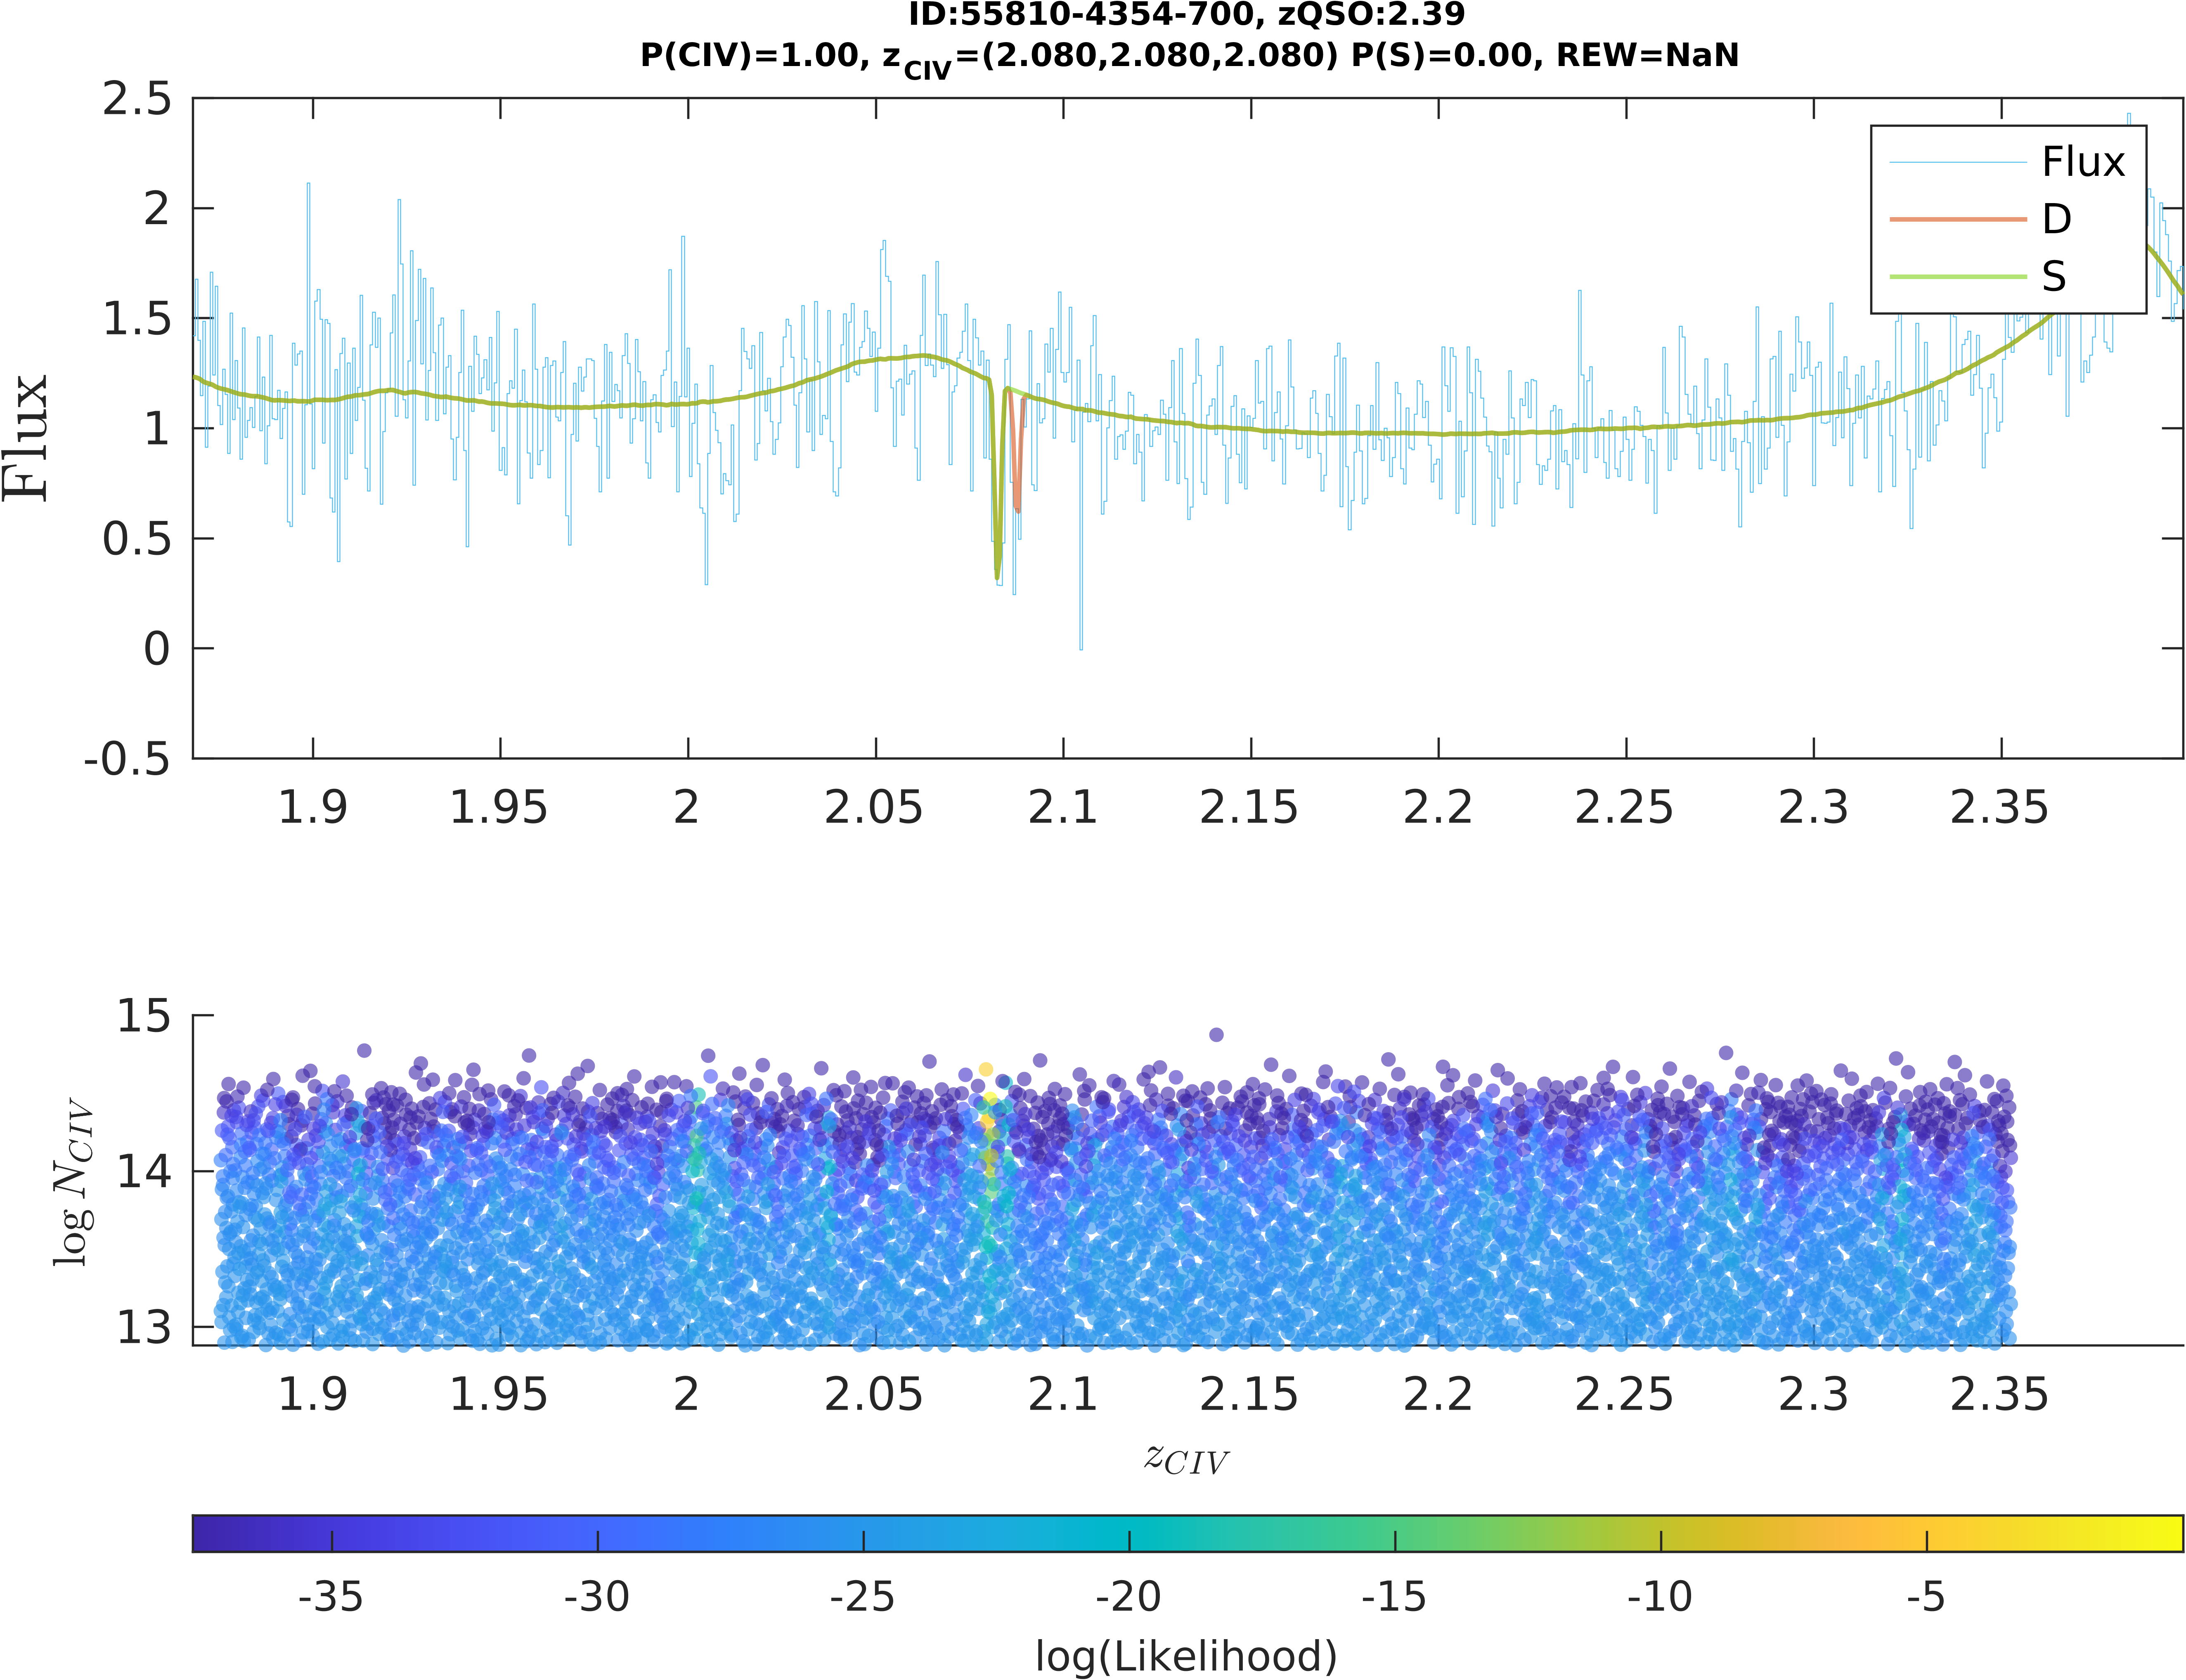 ID:55810-4354-700, zQSO:2.39
P(CIV)=1.00, z_CIV=(2.080,2.080,2.080) P(S)=0.00, REW=NaN
2.5
2
1.5
1
0.5
0
-0.5
Flux
Flux
D
S
1.9 1.95 2 2.05 2.1 2.15 2.2 2.25 2.3 2.35
15
14
13
log N_CIV
1.9 1.95 2 2.05 2.1 2.15 2.2 2.25 2.3 2.35
z_CIV
-35 -30 -25 -20 -15 -10 -5
log(Likelihood)